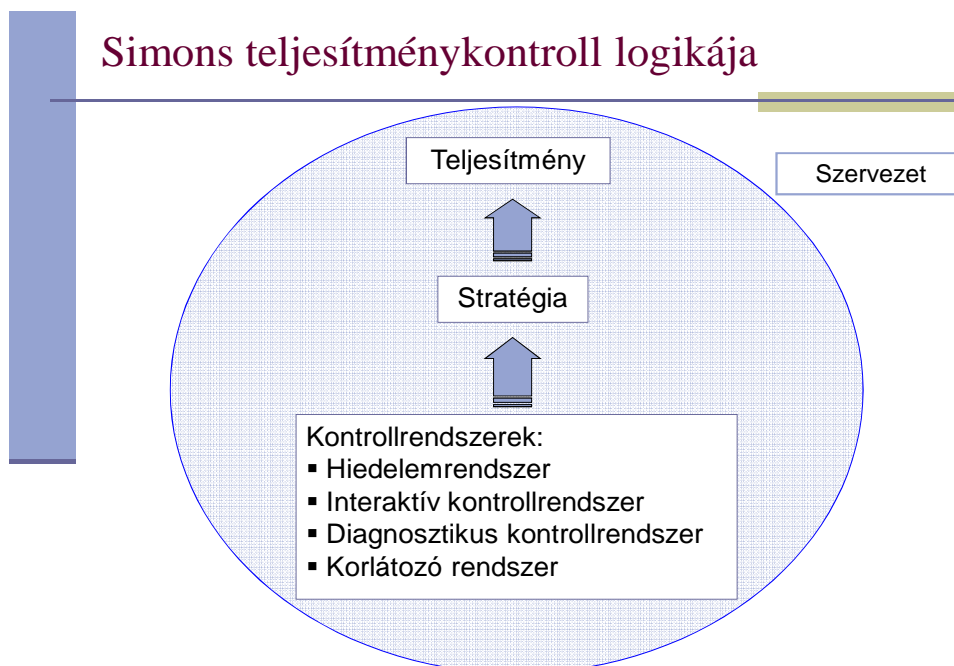 Simons teljesítménykontroll logikája
Teljesítmény
Szervezet
Stratégia
Kontrollrendszerek:
▪ Hiedelemrendszer
▪ Interaktív kontrollrendszer
▪ Diagnosztikus kontrollrendszer
▪ Korlátozó rendszer